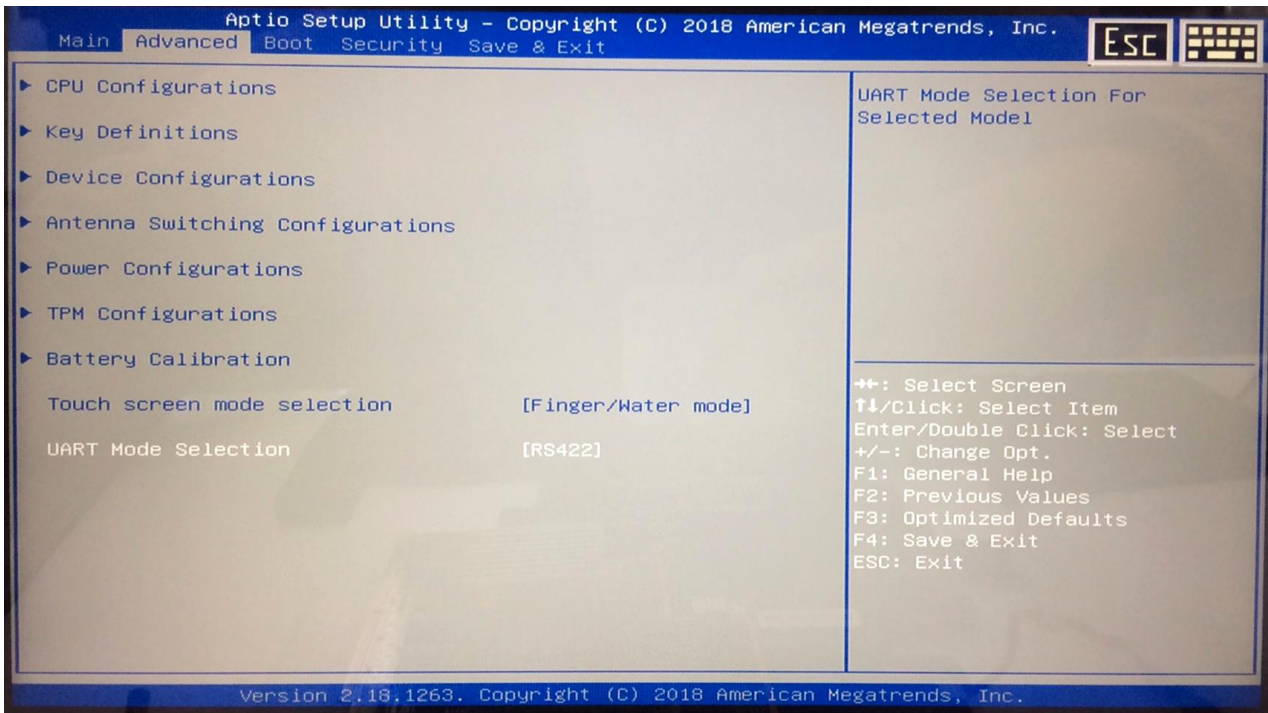 Aptio Setup Utility – Copyright (C) 2018 American Megatrends, Inc.
Main Advanced Boot Security Save & Exit
Esc
CPU Configurations
Key Definitions
Device Configurations
Antenna Switching Configurations
Power Configurations
TPM Configurations
Battery Calibration
Touch screen mode selection [Finger/Water mode]
UART Mode Selection [RS422]
UART Mode Selection For
Selected Model
→←: Select Screen
↑↓/Click: Select Item
Enter/Double Click: Select
+/-: Change Opt.
F1: General Help
F2: Previous Values
F3: Optimized Defaults
F4: Save & Exit
ESC: Exit
Version 2.18.1263. Copyright (C) 2018 American Megatrends, Inc.